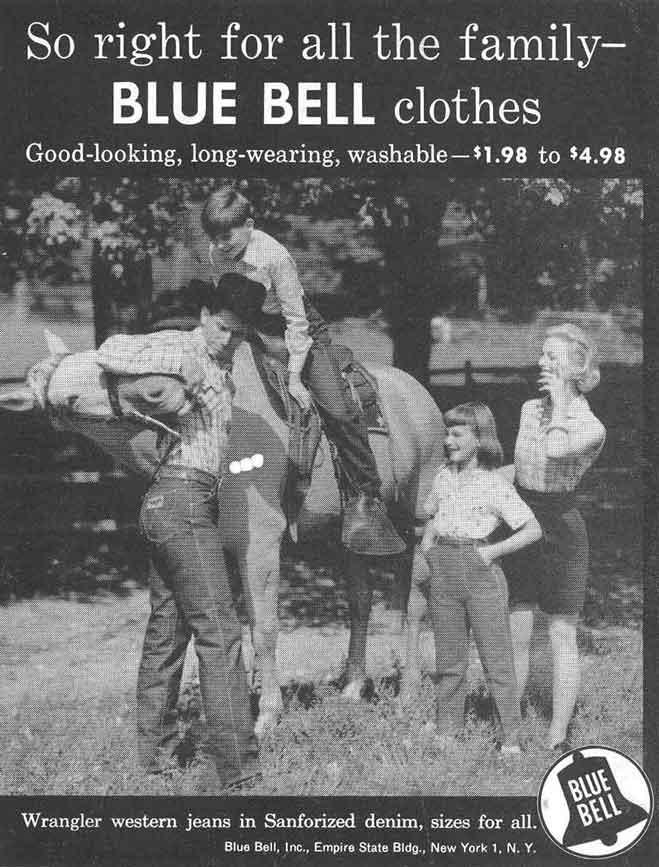 So right for all the family—
BLUE BELL clothes
Good-looking, long-wearing, washable—$1.98 to $4.98
Wrangler western jeans in Sanforized denim, sizes for all.
Blue Bell, Inc., Empire State Bldg., New York 1, N. Y.
BLUE
BELL